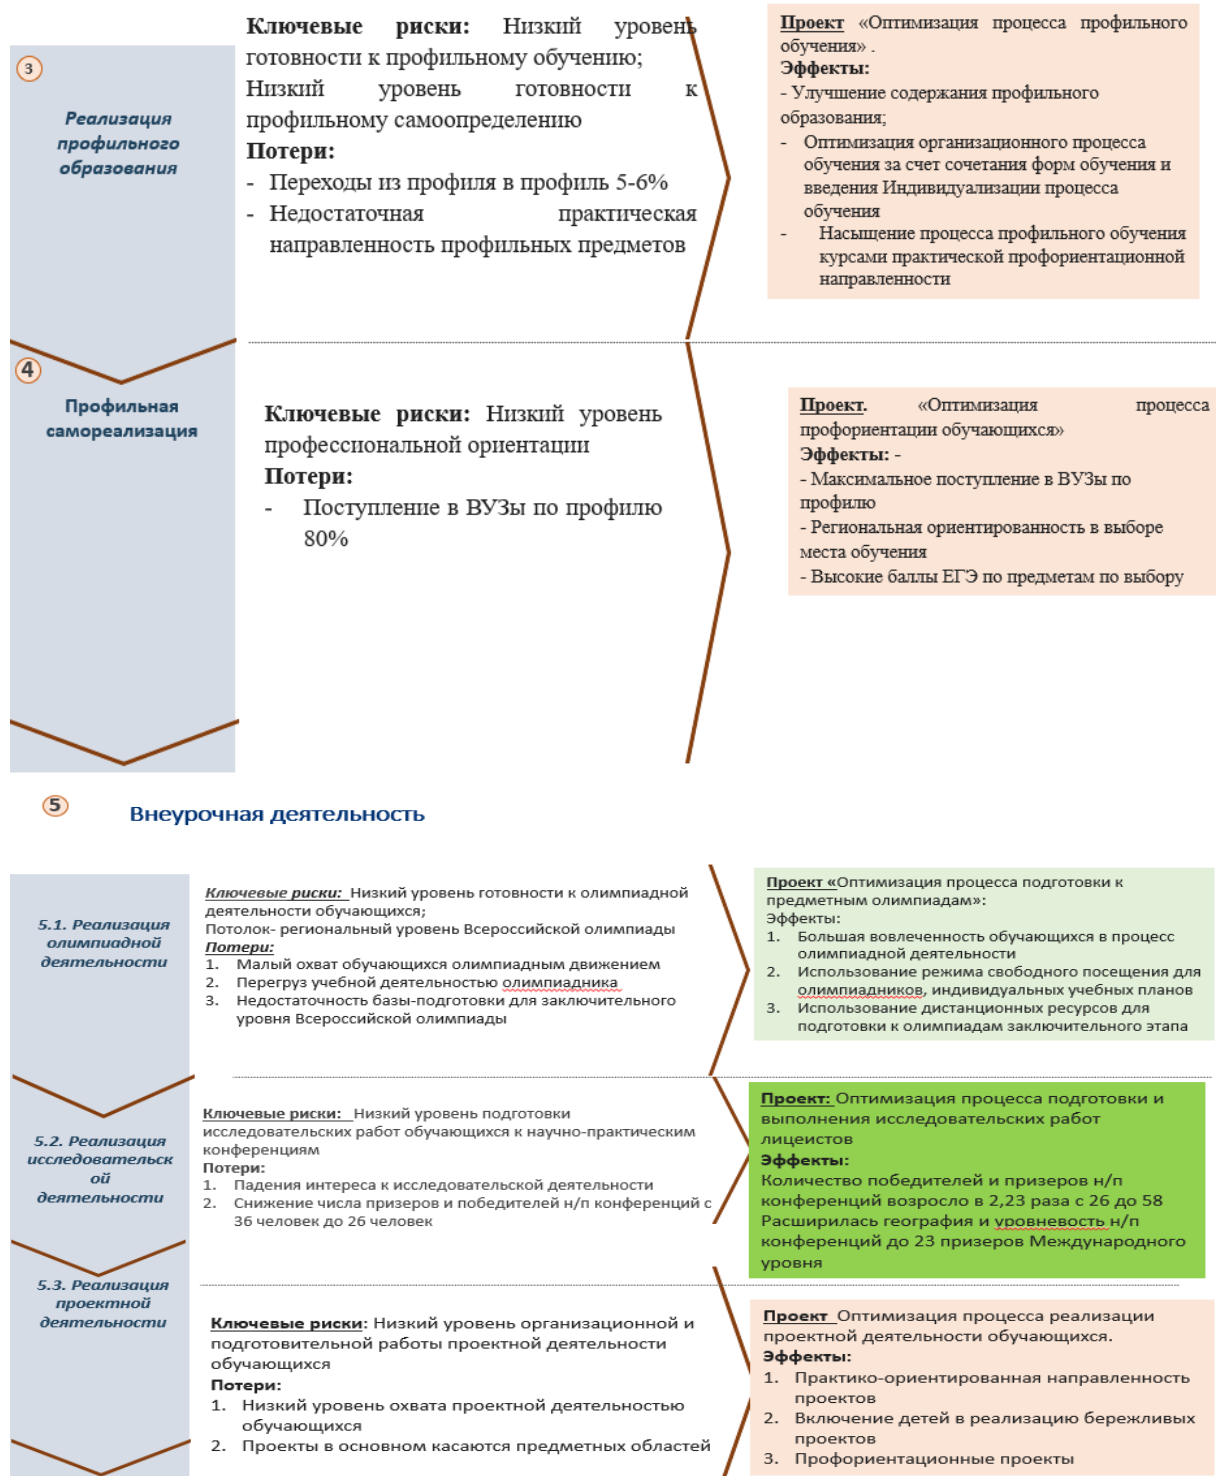 3
Реализация
профильного
образования
Ключевые риски: Низкий уровень
готовности к профильному обучению;
Низкий уровень готовности к
профильному самоопределению
Потери:
- Переходы из профиля в профиль 5-6%
- Недостаточная практическая
направленность профильных предметов
Проект «Оптимизация процесса профильного
обучения» .
Эффекты:
- Улучшение содержания профильного
образования;
- Оптимизация организационного процесса
обучения за счет сочетания форм обучения и
введения Индивидуализации процесса
обучения
- Насыщение процесса профильного обучения
курсами практической профориентационной
направленности
4
Профильная
самореализация
Ключевые риски: Низкий уровень
профессиональной ориентации
Потери:
- Поступление в ВУЗы по профилю
80%
Проект. «Оптимизация процесса
профориентации обучающихся»
Эффекты: -
- Максимальное поступление в ВУЗы по
профилю
- Региональная ориентированность в выборе
места обучения
- Высокие баллы ЕГЭ по предметам по выбору
5
Внеурочная деятельность
5.1. Реализация
олимпиадной
деятельности
Ключевые риски: Низкий уровень готовности к олимпиадной
деятельности обучающихся;
Потолок- региональный уровень Всероссийской олимпиады
Потери:
1. Малый охват обучающихся олимпиадным движением
2. Перегруз учебной деятельностью олимпиадника
3. Недостаточность базы-подготовки для заключительного
уровня Всероссийской олимпиады
Проект «Оптимизация процесса подготовки к
предметным олимпиадам»:
Эффекты:
1. Большая вовлеченность обучающихся в процесс
олимпиадной деятельности
2. Использование режима свободного посещения для
олимпиадников, индивидуальных учебных планов
3. Использование дистанционных ресурсов для
подготовки к олимпиадам заключительного этапа
5.2. Реализация
исследовательск
ой
деятельности
Ключевые риски: Низкий уровень подготовки
исследовательских работ обучающихся к научно-практическим
конференциям
Потери:
1. Падения интереса к исследовательской деятельности
2. Снижение числа призеров и победителей н/п конференций с
36 человек до 26 человек
Проект: Оптимизация процесса подготовки и
выполнения исследовательских работ
лицеистов
Эффекты:
Количество победителей и призеров н/п
конференций возросло в 2,23 раза с 26 до 58
Расширилась география и уровневость н/п
конференций до 23 призеров Международного
уровня
5.3. Реализация
проектной
деятельности
Ключевые риски: Низкий уровень организационной и
подготовительной работы проектной деятельности
обучающихся
Потери:
1. Низкий уровень охвата проектной деятельностью
обучающихся
2. Проекты в основном касаются предметных областей
Проект Оптимизация процесса реализации
проектной деятельности обучающихся.
Эффекты:
1. Практико-ориентированная направленность
проектов
2. Включение детей в реализацию бережливых
проектов
3. Профориентационные проекты